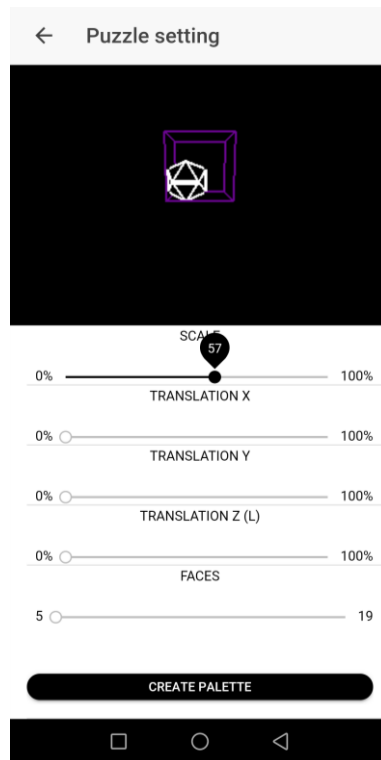 Puzzle setting
SCALE
57
0% 100%
TRANSLATION X
0% 100%
TRANSLATION Y
0% 100%
TRANSLATION Z (L)
0% 100%
FACES
5 19
CREATE PALETTE